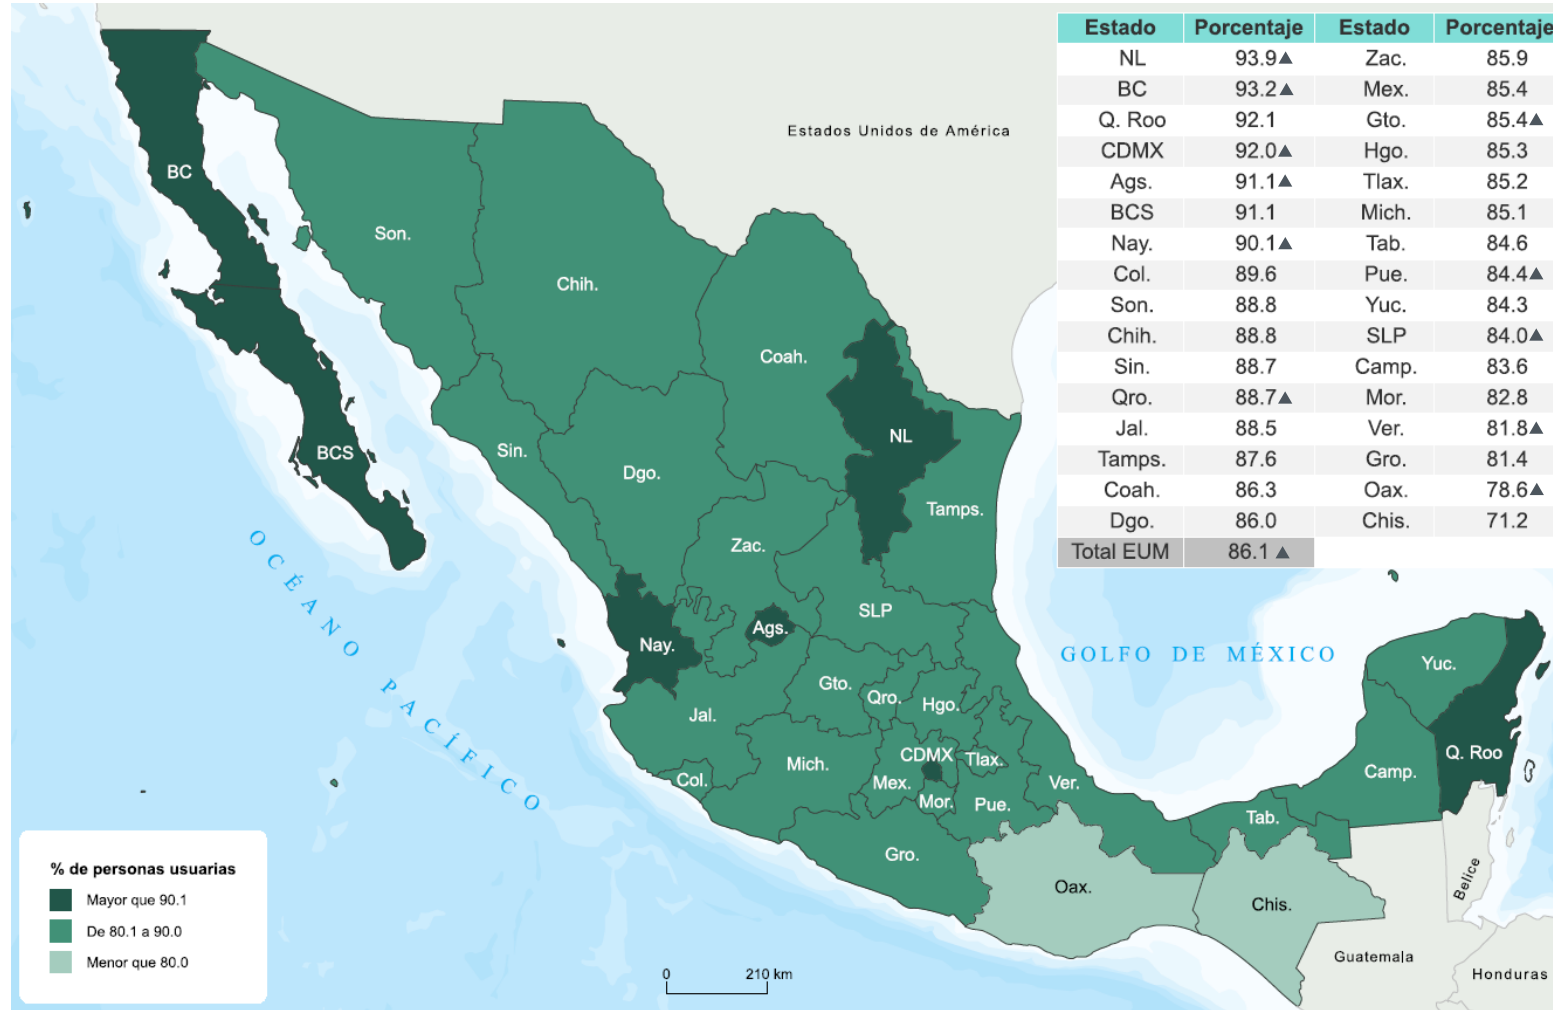 Estado Porcentaje Estado Porcentaje
NL 93.9▲ Zac. 85.9
BC 93.2▲ Mex. 85.4
Q. Roo 92.1 Gto. 85.4▲
CDMX 92.0▲ Hgo. 85.3
Ags. 91.1▲ Tlax. 85.2
BCS 91.1 Mich. 85.1
Nay. 90.1▲ Tab. 84.6
Col. 89.6 Pue. 84.4▲
Son. 88.8 Yuc. 84.3
Chih. 88.8 SLP 84.0▲
Sin. 88.7 Camp. 83.6
Qro. 88.7▲ Mor. 82.8
Jal. 88.5 Ver. 81.8▲
Tamps. 87.6 Gro. 81.4
Coah. 86.3 Oax. 78.6▲
Dgo. 86.0 Chis. 71.2
Total EUM 86.1 ▲
Estados Unidos de América
BC
Son.
Chih.
Coah.
NL
BCS
Sin.
Dgo.
Tamps.
Zac.
SLP
Ags.
Nay.
OCÉANO PACÍFICO
GOLFO DE MÉXICO
Yuc.
Gto.
Qro.
Hgo.
Jal.
CDMX
Tlax.
Q. Roo
Mich.
Col.
Mex.
Ver.
Camp.
Mor.
Pue.
Tab.
Gro.
Oax.
Chis.
Belice
Guatemala
Honduras
% de personas usuarias
Mayor que 90.1
De 80.1 a 90.0
Menor que 80.0
0 210 km